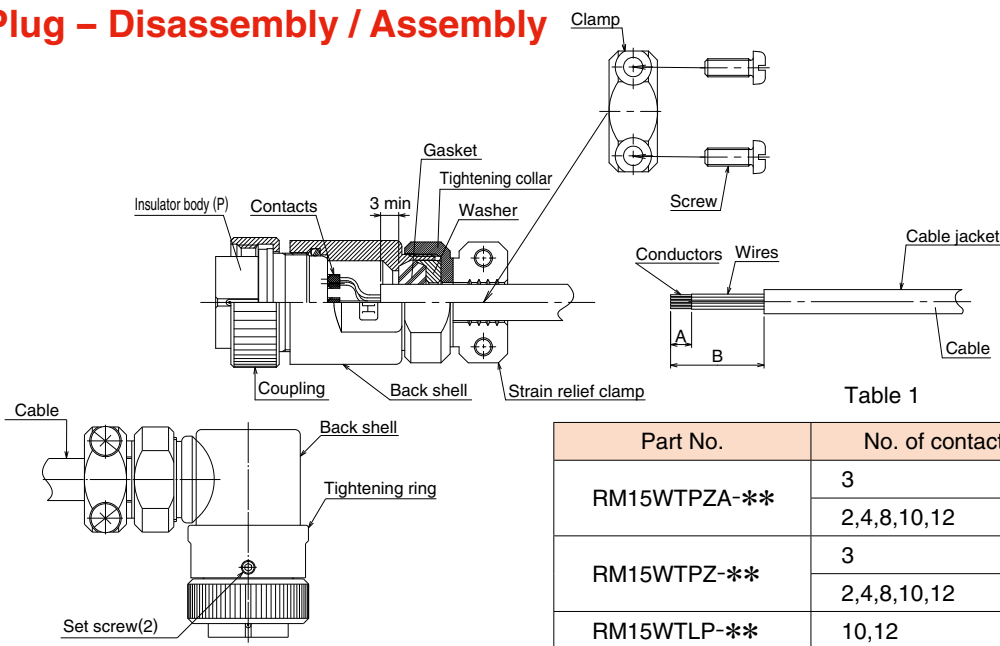 Plug – Disassembly / Assembly
Clamp
Screw
Gasket
Tightening collar
3 min
Washer
Insulator body (P)
Contacts
Coupling
Back shell
Strain relief clamp
Conductors
Wires
Cable jacket
A
B
Cable
Cable
Back shell
Tightening ring
Set screw(2)
Table 1
Part No. No. of contact
RM15WTPZA-** 3
2,4,8,10,12
RM15WTPZ-** 3
2,4,8,10,12
RM15WTLP-** 10,12